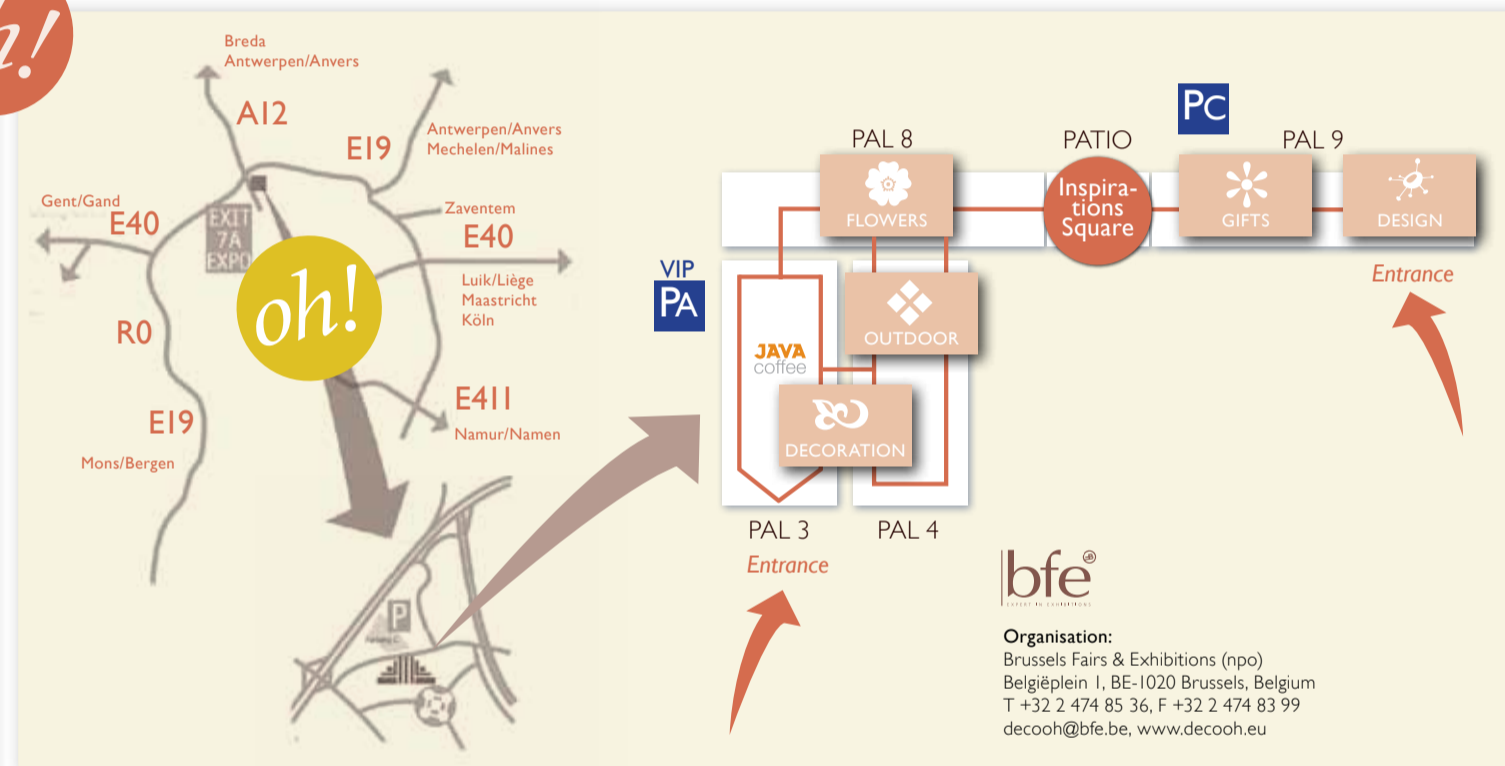 oh!
Breda
Antwerpen/Anvers
A12
E19
Antwerpen/Anvers
Mechelen/Malines
Gent/Gand
E40
EXIT
7A
EXPO
Zaventem
E40
Luik/Liège
Maastricht
Köln
R0
E411
Namur/Namen
E19
Mons/Bergen
P
VIP
PA
PAL 8
FLOWERS
PATIO
Inspira-
tions
Square
PC
PAL 9
GIFTS
DESIGN
Entrance
JAVA
coffee
OUTDOOR
DECORATION
PAL 3
PAL 4
Entrance
bfe
EXPERT IN EXHIBITIONS
Organisation:
Brussels Fairs & Exhibitions (npo)
Belgiëplein 1, BE-1020 Brussels, Belgium
T +32 2 474 85 36, F +32 2 474 83 99
decooh@bfe.be, www.decooh.eu